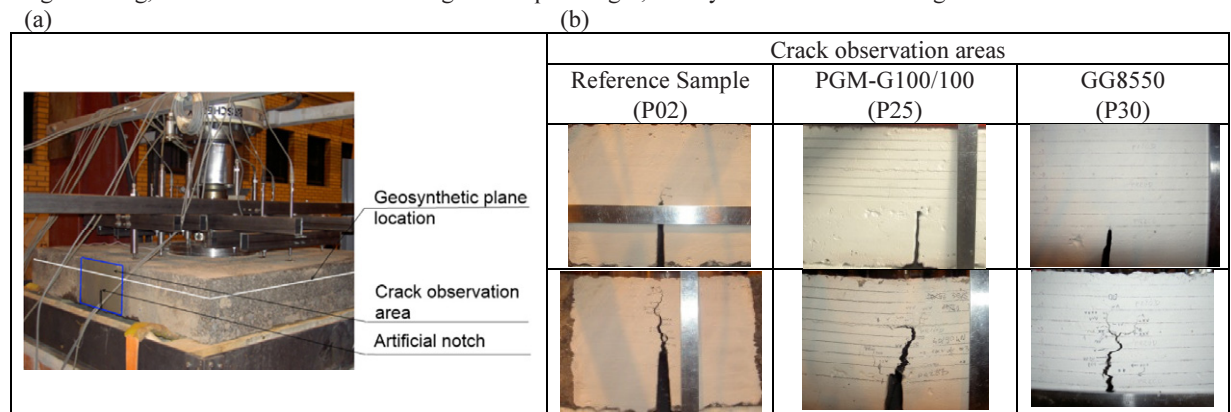 (a)
(b)
Crack observation areas
Reference Sample
(P02)
PGM-G100/100
(P25)
GG8550
(P30)
Geosynthetic plane
location
Crack observation
area
Artificial notch